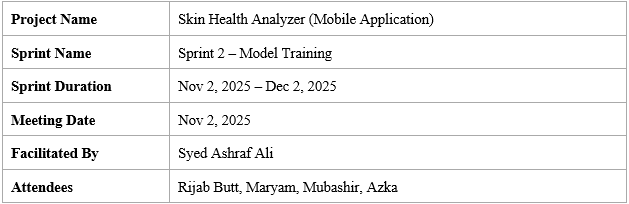 Project Name Skin Health Analyzer (Mobile Application)
Sprint Name Sprint 2 – Model Training
Sprint Duration Nov 2, 2025 – Dec 2, 2025
Meeting Date Nov 2, 2025
Facilitated By Syed Ashraf Ali
Attendees Rijab Butt, Maryam, Mubashir, Azka